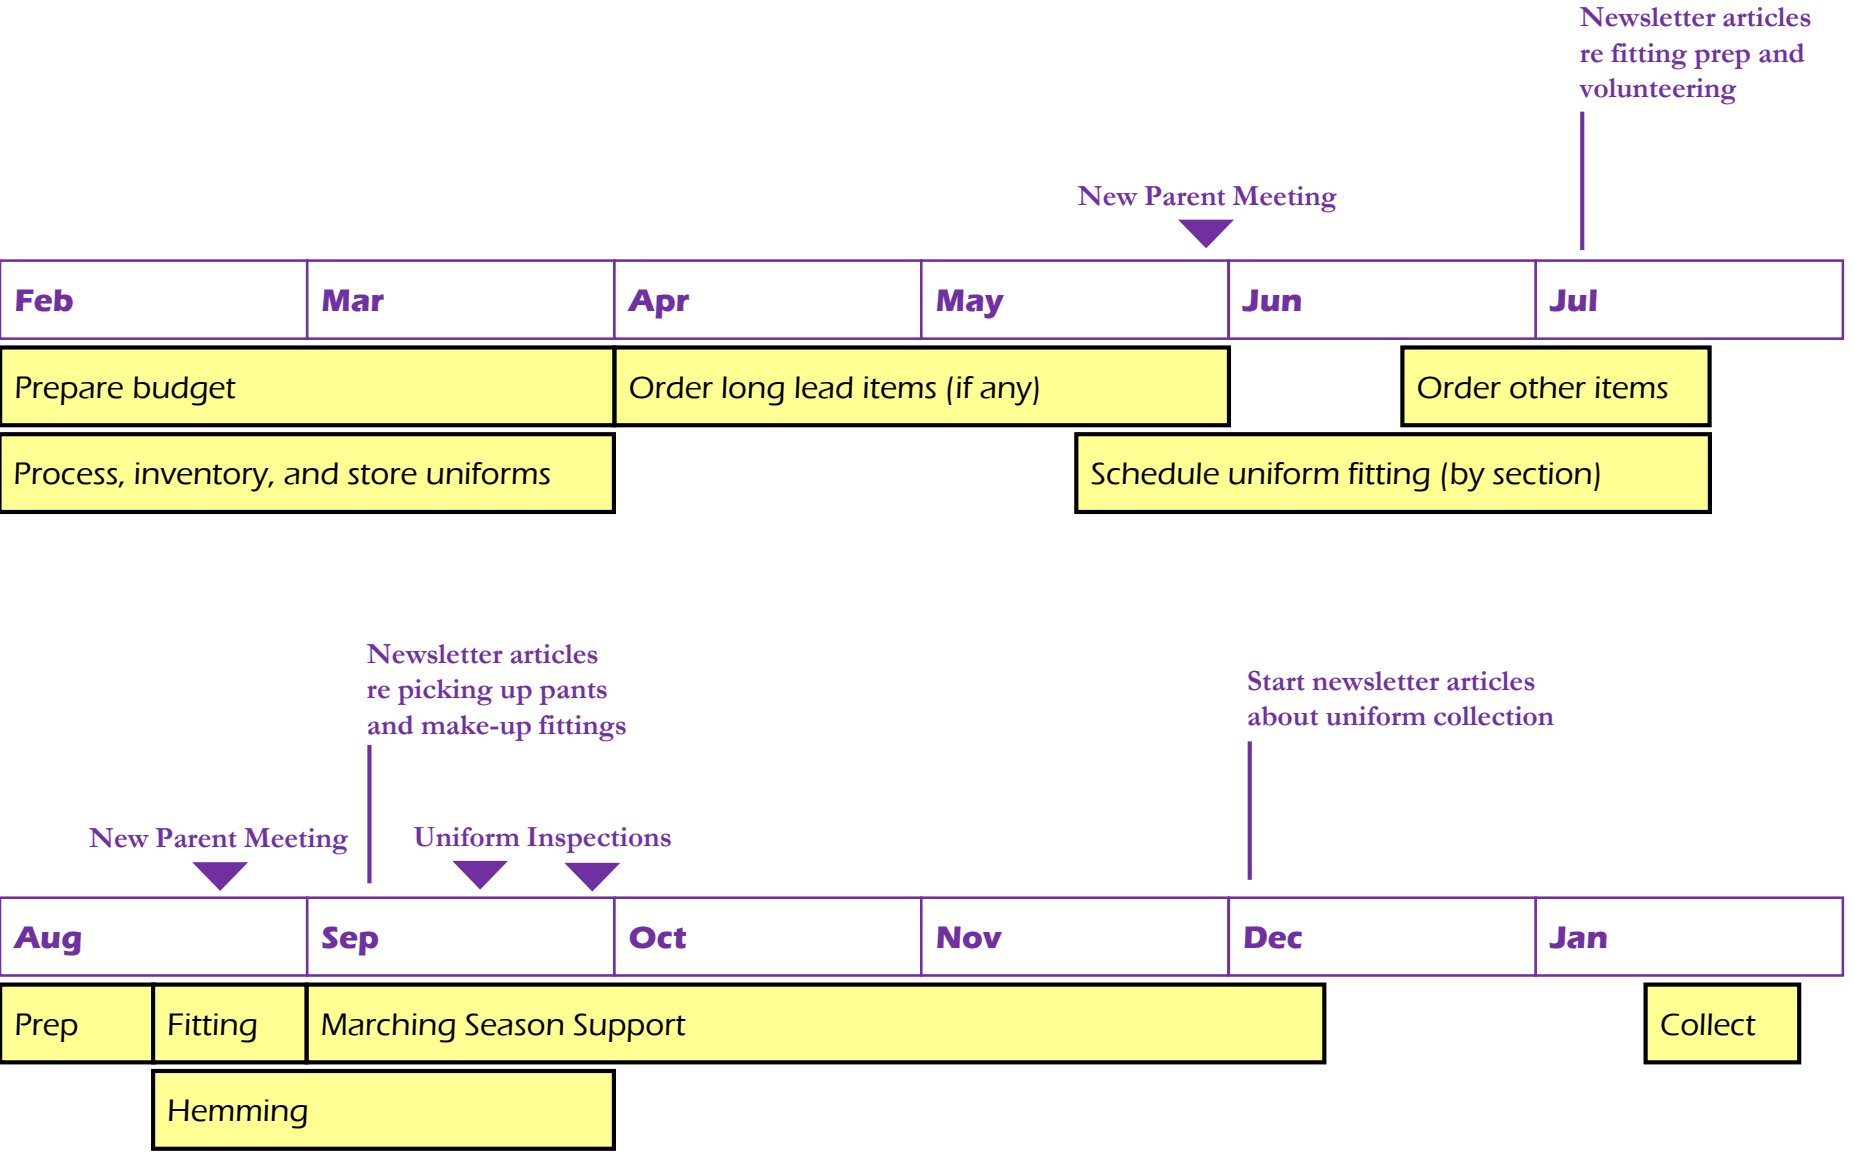 Newsletter articles
re fitting prep and
volunteering
New Parent Meeting
Feb
Mar
Apr
May
Jun
Jul
Prepare budget
Order long lead items (if any)
Order other items
Process, inventory, and store uniforms
Schedule uniform fitting (by section)
Newsletter articles
re picking up pants
and make-up fittings
Start newsletter articles
about uniform collection
New Parent Meeting
Uniform Inspections
Aug
Sep
Oct
Nov
Dec
Jan
Prep
Fitting
Marching Season Support
Collect
Hemming